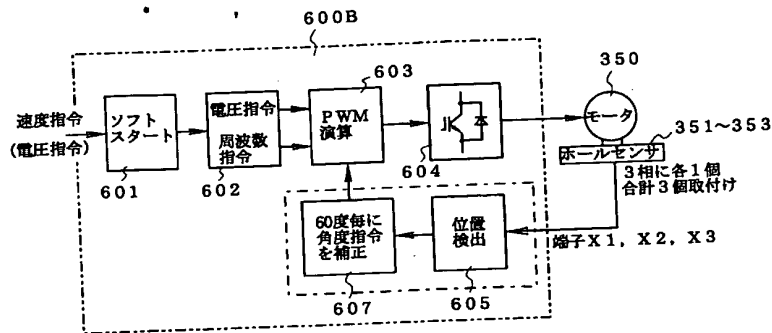 600B
603
350
速度指令
(電圧指令)
ソフト
スタート
601
電圧指令
周波数
指令
602
PWM
演算
604
モータ
351〜353
ホールセンサ
3相に各1個
合計3個取付け
60度毎に
角度指令
を補正
607
位置
検出
605
端子X1,X2,X3